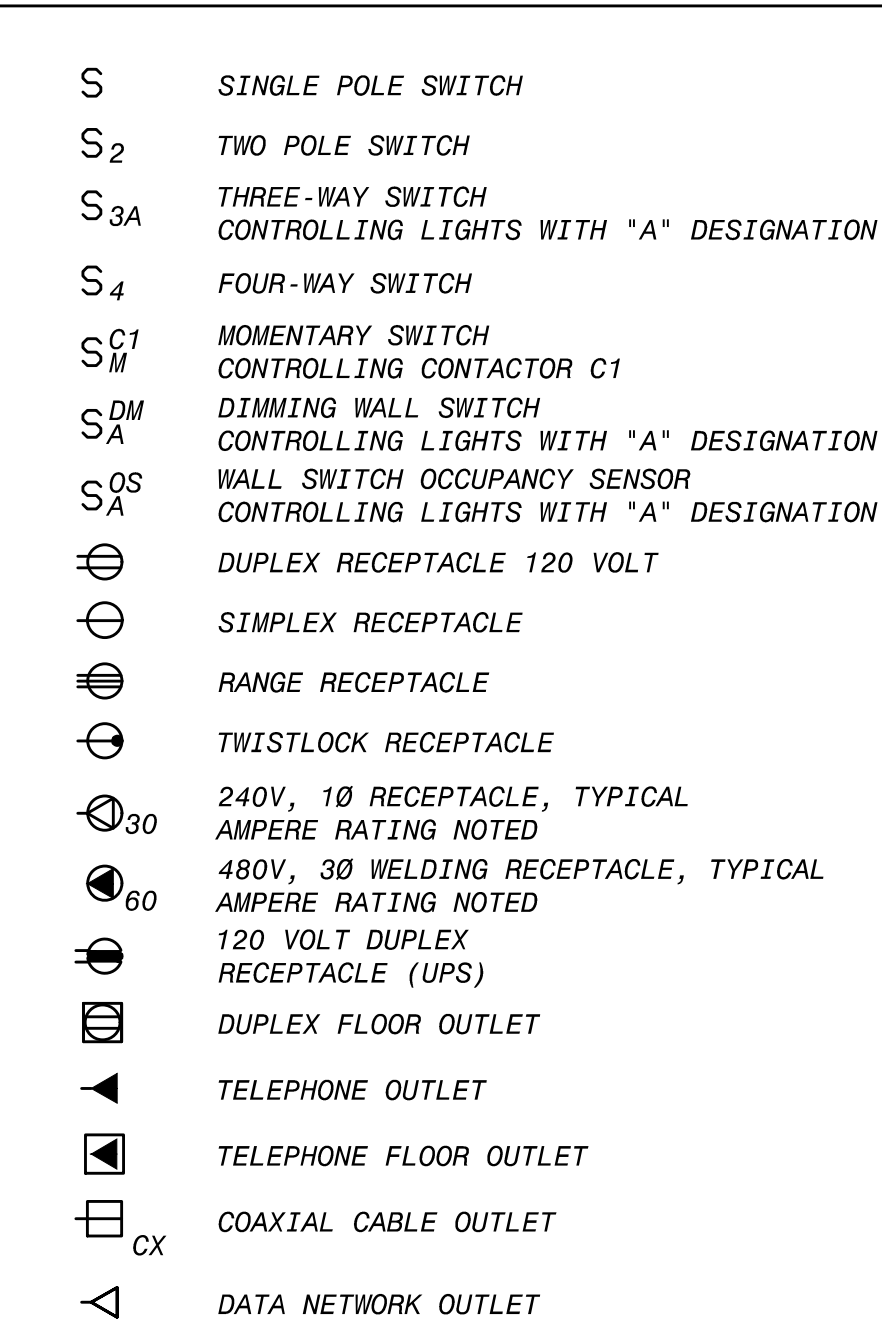 S SINGLE POLE SWITCH
S2 TWO POLE SWITCH
S3A THREE-WAY SWITCH
CONTROLLING LIGHTS WITH "A" DESIGNATION
S4 FOUR-WAY SWITCH
S C1 M MOMENTARY SWITCH
CONTROLLING CONTACTOR C1
S DM A DIMMING WALL SWITCH
CONTROLLING LIGHTS WITH "A" DESIGNATION
S OS A WALL SWITCH OCCUPANCY SENSOR
CONTROLLING LIGHTS WITH "A" DESIGNATION
DUPLEX RECEPTACLE 120 VOLT
SIMPLEX RECEPTACLE
RANGE RECEPTACLE
TWISTLOCK RECEPTACLE
30 240V, 1Ø RECEPTACLE, TYPICAL
AMPERE RATING NOTED
60 480V, 3Ø WELDING RECEPTACLE, TYPICAL
AMPERE RATING NOTED
120 VOLT DUPLEX
RECEPTACLE (UPS)
DUPLEX FLOOR OUTLET
TELEPHONE OUTLET
TELEPHONE FLOOR OUTLET
CX COAXIAL CABLE OUTLET
DATA NETWORK OUTLET